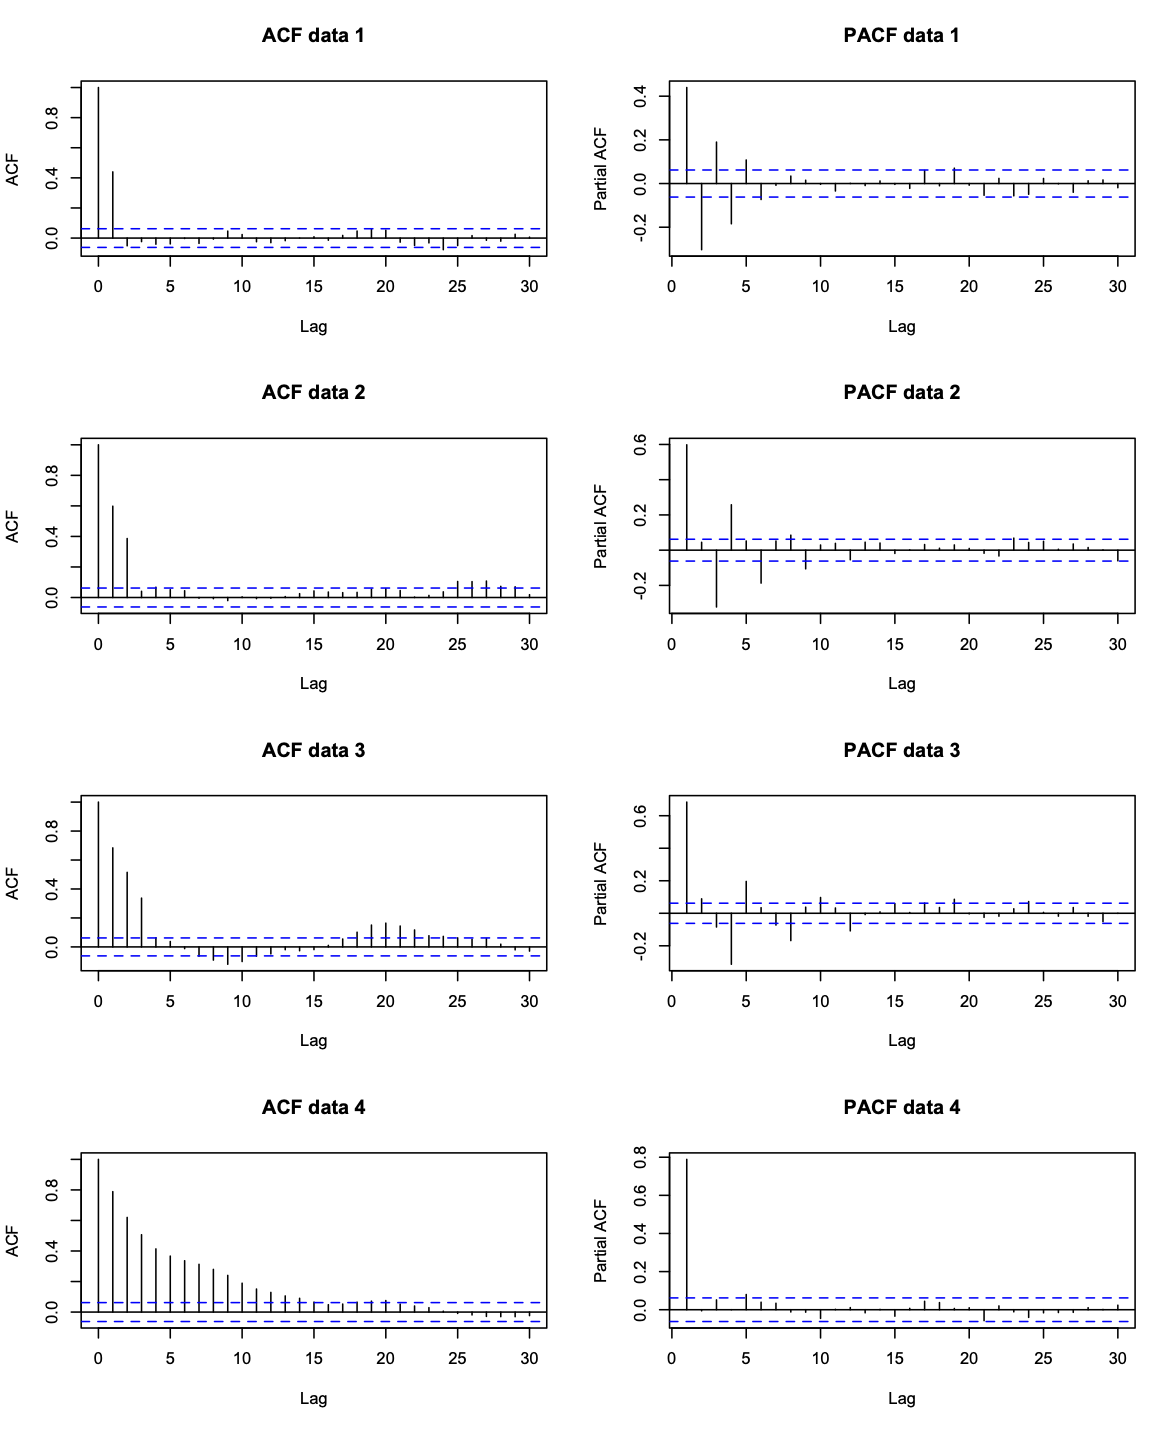 ACF data 1
ACF
0.0 0.4 0.8
0 5 10 15 20 25 30
Lag
PACF data 1
Partial ACF
-0.2 0.0 0.2 0.4
0 5 10 15 20 25 30
Lag
ACF data 2
ACF
0.0 0.4 0.8
0 5 10 15 20 25 30
Lag
PACF data 2
Partial ACF
-0.2 0.2 0.6
0 5 10 15 20 25 30
Lag
ACF data 3
ACF
0.0 0.4 0.8
0 5 10 15 20 25 30
Lag
PACF data 3
Partial ACF
-0.2 0.2 0.6
0 5 10 15 20 25 30
Lag
ACF data 4
ACF
0.0 0.4 0.8
0 5 10 15 20 25 30
Lag
PACF data 4
Partial ACF
0.0 0.2 0.4 0.6 0.8
0 5 10 15 20 25 30
Lag